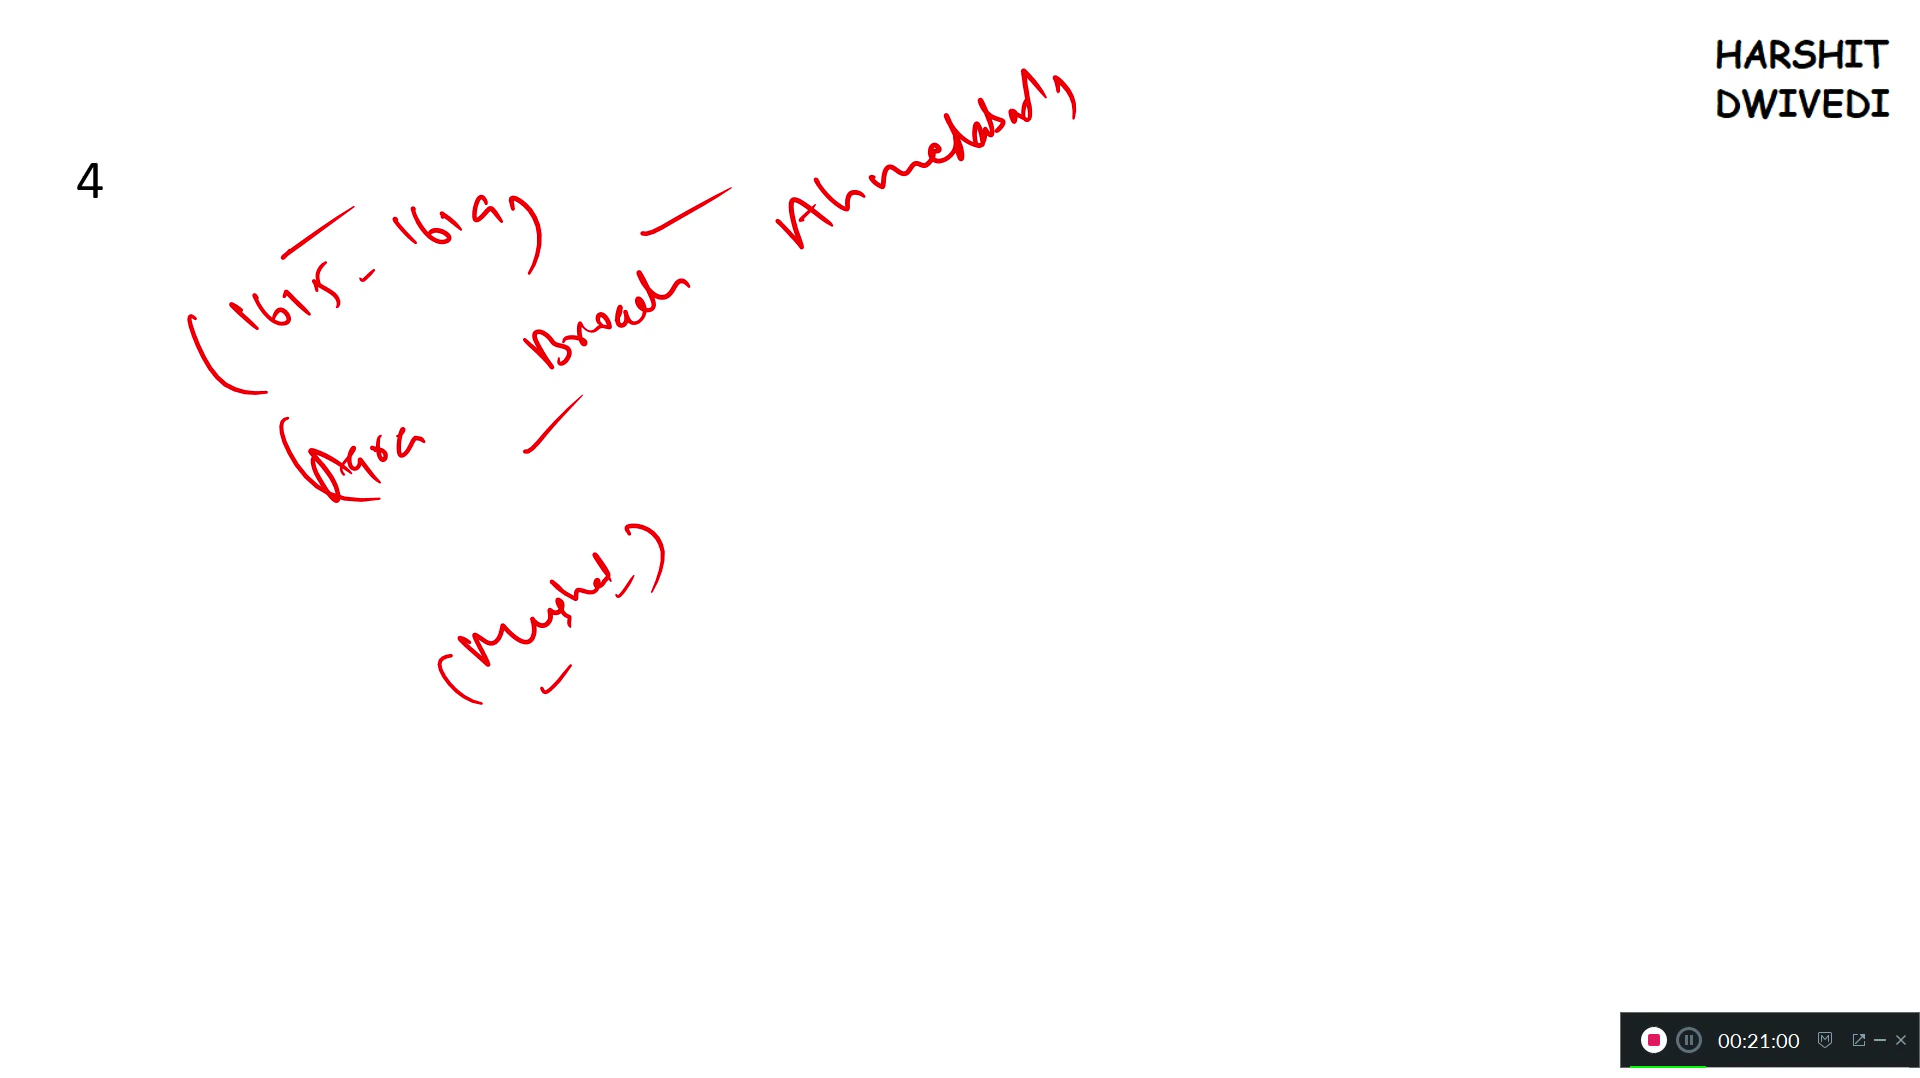 HARSHIT
DWIVEDI
4
(1615 - 1619)
(Agra Broach Ahmedabad)
(Mughal)
00:21:00